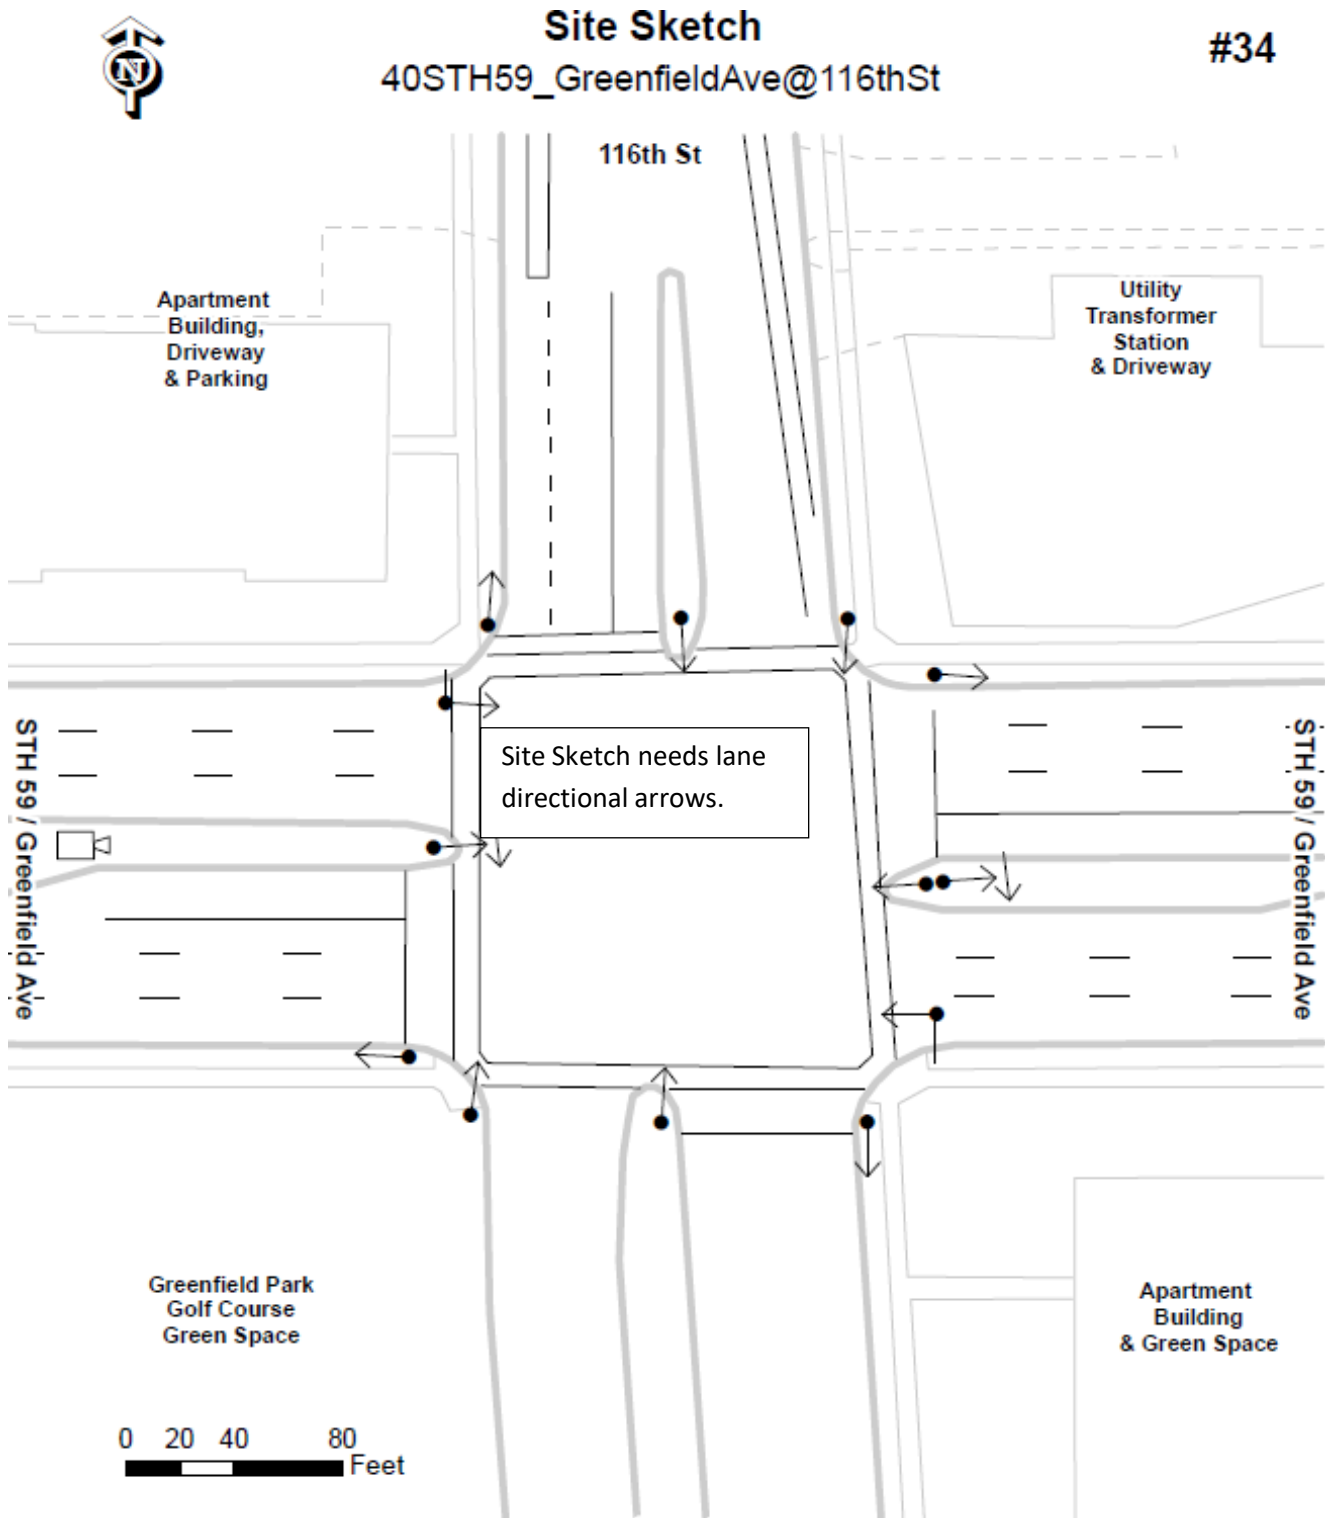 Site Sketch
#34
40STH59_GreenfieldAve@116thSt
N
116th St
Apartment
Building,
Driveway
& Parking
Utility
Transformer
Station
& Driveway
STH 59 / Greenfield Ave
Site Sketch needs lane
directional arrows.
STH 59 / Greenfield Ave
Greenfield Park
Golf Course
Green Space
Apartment
Building
& Green Space
0 20 40 80
Feet